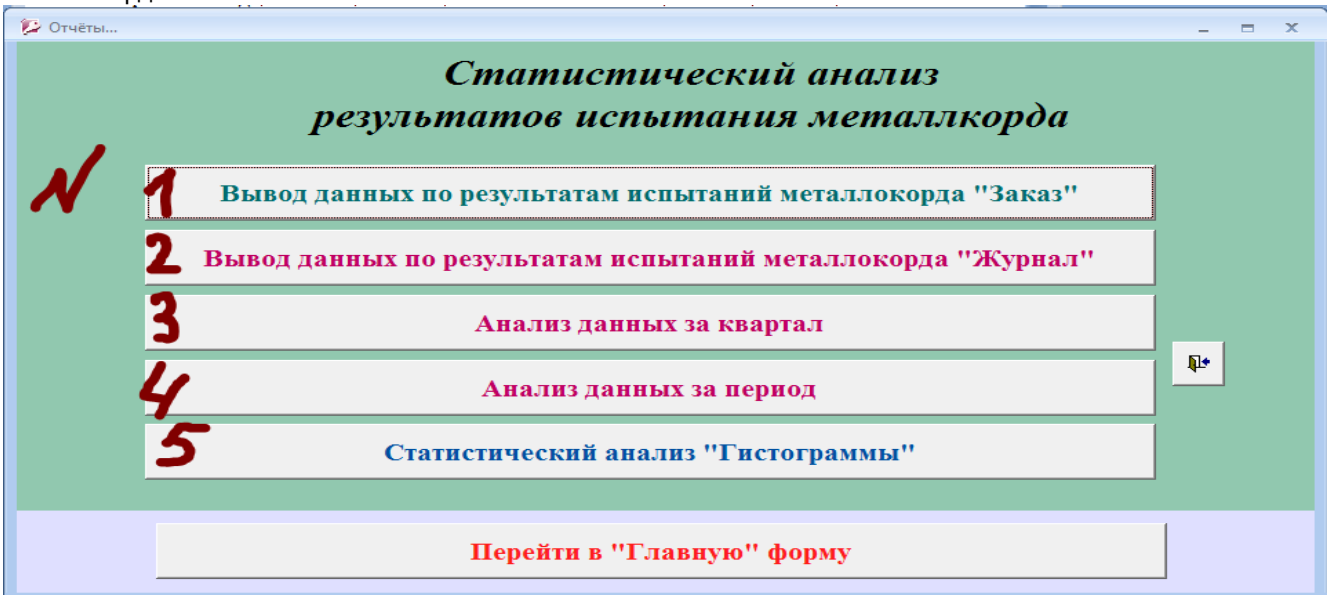 Отчёты...
Статистический анализ
результатов испытания металлкорда
N
1 Вывод данных по результатам испытаний металлокорда "Заказ"
2 Вывод данных по результатам испытаний металлокорда "Журнал"
3 Анализ данных за квартал
4 Анализ данных за период
5 Статистический анализ "Гистограммы"
Перейти в "Главную" форму